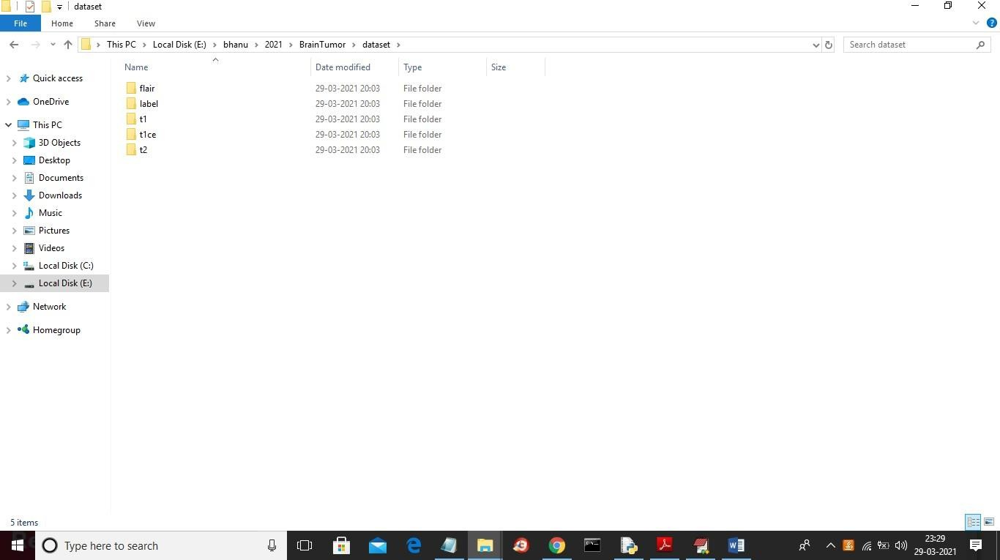 dataset
File Home Share View
This PC Local Disk (E:) bhanu 2021 BrainTumor dataset
Search dataset
Name Date modified Type Size
Quick access
OneDrive
This PC
3D Objects
Desktop
Documents
Downloads
Music
Pictures
Videos
Local Disk (C:)
Local Disk (E:)
Network
Homegroup
flair 29-03-2021 20:03 File folder
label 29-03-2021 20:03 File folder
t1 29-03-2021 20:03 File folder
t1ce 29-03-2021 20:03 File folder
t2 29-03-2021 20:03 File folder
5 items
Type here to search
23:29
29-03-2021